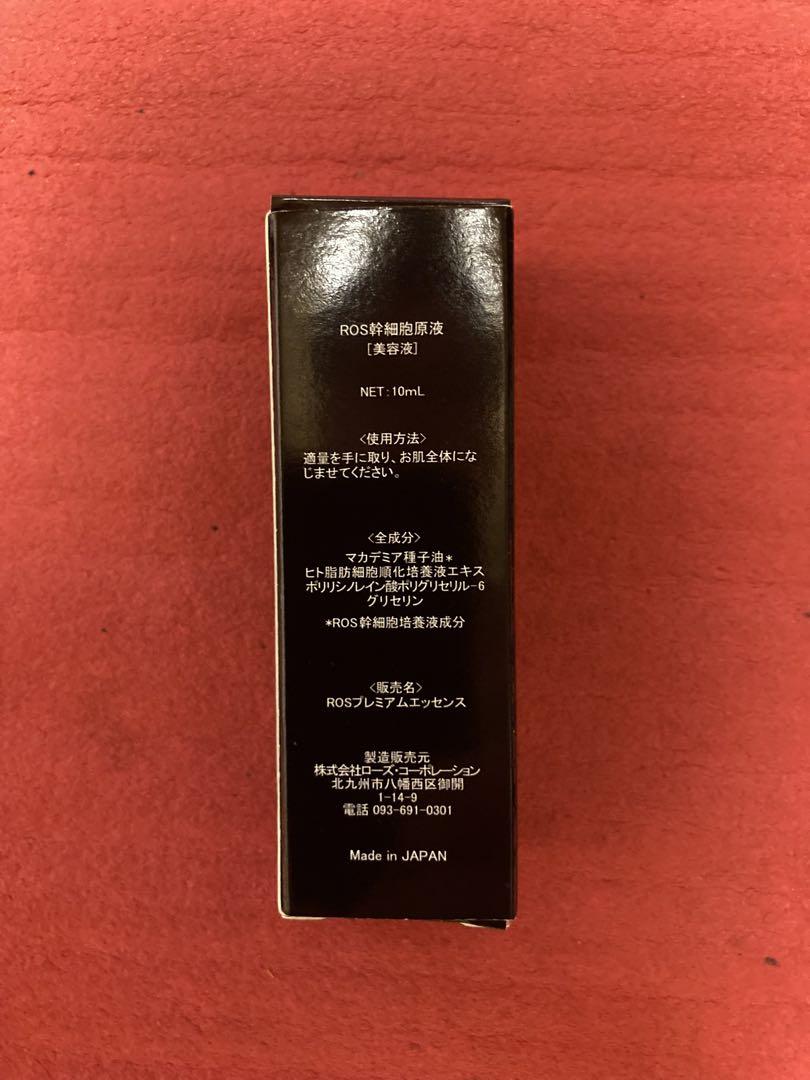 ROS幹細胞原液
[美容液]
NET:10mL
<使用方法>
適量を手に取り、お肌全体にな
じませてください。
<全成分>
マカデミア種子油*
ヒト脂肪細胞順化培養液エキス
ポリリシノレイン酸ポリグリセリル-6
グリセリン
*ROS幹細胞培養液成分
<販売名>
ROSプレミアムエッセンス
製造販売元
株式会社ローズ・コーポレーション
北九州市八幡西区御開
1-14-9
電話 093-691-0301
Made in JAPAN